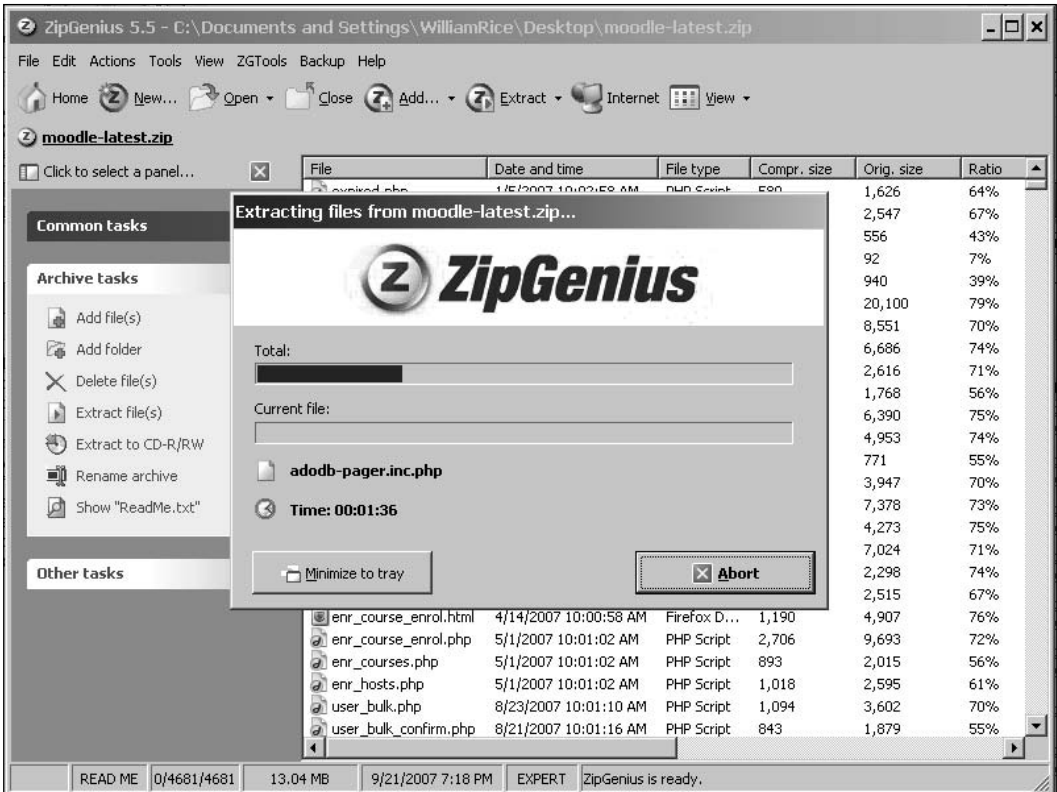 ZipGenius 5.5 - C:\Documents and Settings\WilliamRice\Desktop\moodle-latest.zip
File Edit Actions Tools View ZGTools Backup Help
Home New... Open Close Add... Extract Internet View
moodle-latest.zip
Click to select a panel...
File Date and time File type Compr. size Orig. size Ratio
expired.php 1/5/2007 10:02:58 AM PHP Script 580 1,626 64%
Extracting files from moodle-latest.zip...
2,547 67%
Common tasks
556 43%
92 7%
Archive tasks
ZipGenius
940 39%
20,100 79%
Add file(s)
8,551 70%
Add folder
6,686 74%
Total:
2,616 71%
Delete file(s)
1,768 56%
Extract file(s)
Current file:
6,390 75%
Extract to CD-R/RW
4,953 74%
771 55%
Rename archive
adodb-pager.inc.php
3,947 70%
Show "ReadMe.txt"
Time: 00:01:36
7,378 73%
4,273 75%
7,024 71%
Other tasks
Minimize to tray
Abort
2,298 74%
2,515 67%
enr_course_enrol.html 4/14/2007 10:00:58 AM Firefox D... 1,190 4,907 76%
enr_course_enrol.php 5/1/2007 10:01:02 AM PHP Script 2,706 9,693 72%
enr_courses.php 5/1/2007 10:01:02 AM PHP Script 893 2,015 56%
enr_hosts.php 5/1/2007 10:01:02 AM PHP Script 1,018 2,595 61%
user_bulk.php 8/23/2007 10:01:10 AM PHP Script 1,094 3,602 70%
user_bulk_confirm.php 8/21/2007 10:01:16 AM PHP Script 843 1,879 55%
READ ME 0/4681/4681 13.04 MB 9/21/2007 7:18 PM EXPERT ZipGenius is ready.